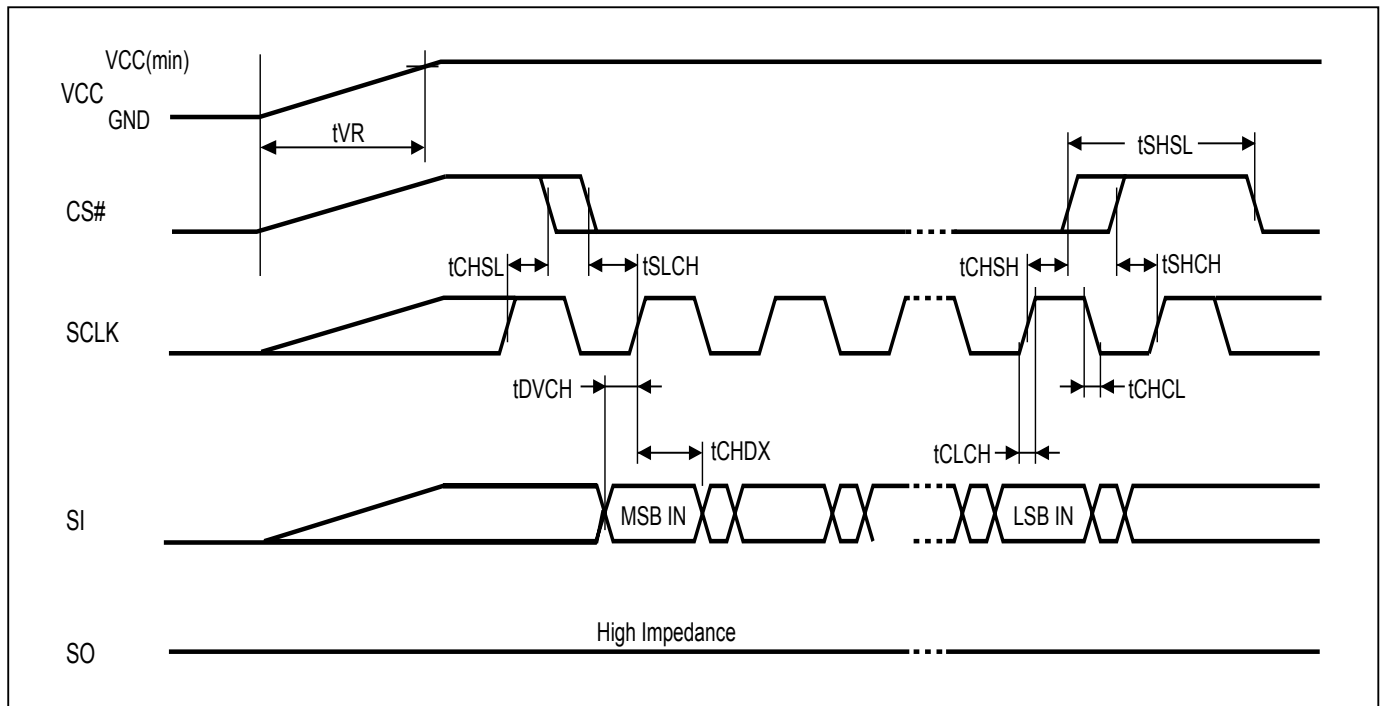 VCC(min)
VCC
GND
tVR
tSHSL
CS#
tCHSL
tSLCH
tCHSH
tSHCH
SCLK
tDVCH
tCHCL
tCHDX
tCLCH
SI
MSB IN
LSB IN
High Impedance
SO